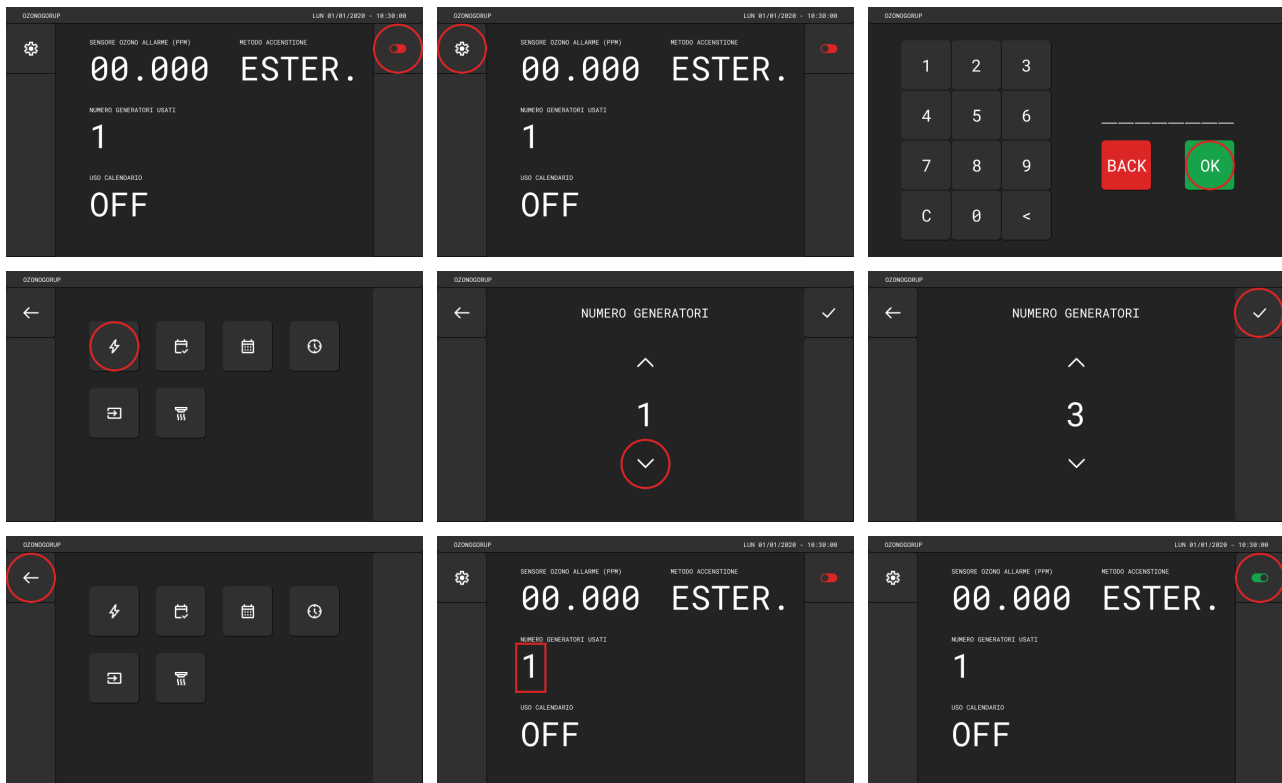 OZONOGORUP LUN 01/01/2020 - 10:30:00
SENSORE OZONO ALLARME (PPM) METODO ACCENSTIONE
00.000 ESTER.
NUMERO GENERATORI USATI
1
USO CALENDARIO
OFF
OZONOGORUP LUN 01/01/2020 - 10:30:00
SENSORE OZONO ALLARME (PPM) METODO ACCENSTIONE
00.000 ESTER.
NUMERO GENERATORI USATI
1
USO CALENDARIO
OFF
OZONOGORUP
1 2 3
4 5 6
7 8 9
C 0 <
________
BACK OK
OZONOGORUP
OZONOGORUP
NUMERO GENERATORI
1
OZONOGORUP
NUMERO GENERATORI
3
OZONOGORUP
OZONOGORUP LUN 01/01/2020 - 10:30:00
SENSORE OZONO ALLARME (PPM) METODO ACCENSTIONE
00.000 ESTER.
NUMERO GENERATORI USATI
1
USO CALENDARIO
OFF
OZONOGORUP LUN 01/01/2020 - 10:30:00
SENSORE OZONO ALLARME (PPM) METODO ACCENSTIONE
00.000 ESTER.
NUMERO GENERATORI USATI
1
USO CALENDARIO
OFF